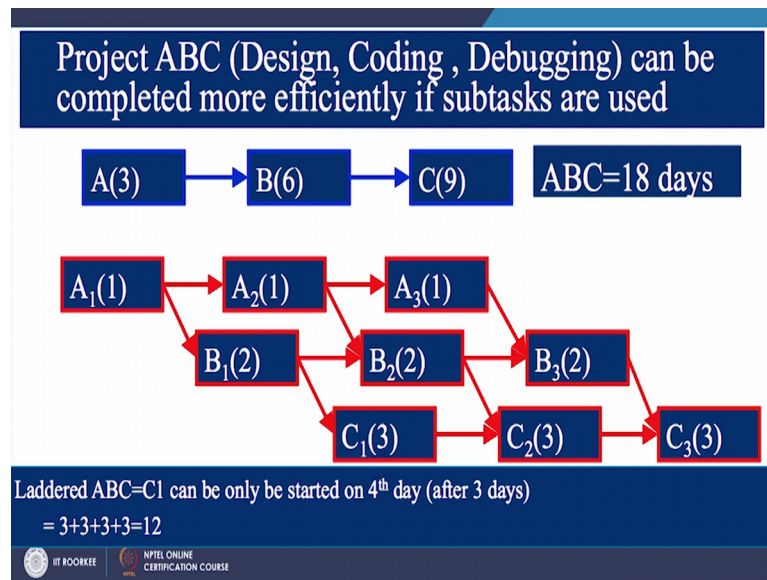 Project ABC (Design, Coding , Debugging) can be
completed more efficiently if subtasks are used
A(3)
B(6)
C(9)
ABC=18 days
A₁(1)
A₂(1)
A₃(1)
B₁(2)
B₂(2)
B₃(2)
C₁(3)
C₂(3)
C₃(3)
Laddered ABC=C1 can be only be started on 4th day (after 3 days)
= 3+3+3+3=12
IIT ROORKEE
NPTEL ONLINE
CERTIFICATION COURSE